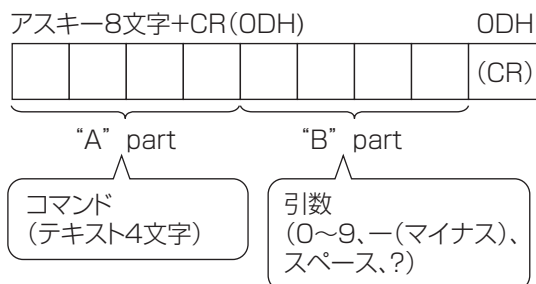 アスキー8文字+CR(0DH)
0DH
(CR)
“A” part
“B” part
コマンド
(テキスト4文字)
引数
(0～9、ー(マイナス)、
スペース、?)